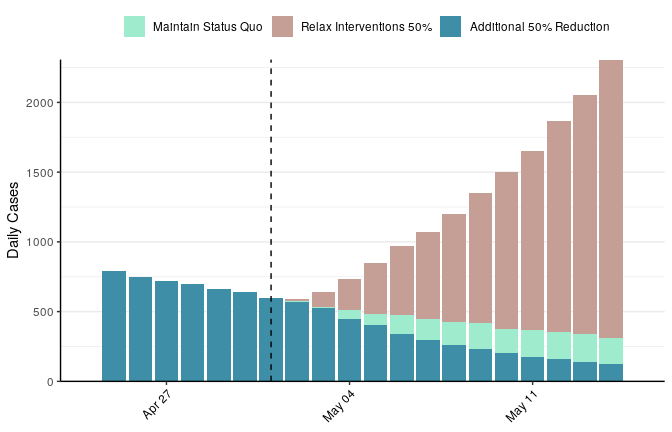 Maintain Status Quo Relax Interventions 50% Additional 50% Reduction
Daily Cases
2000
1500
1000
500
0
Apr 27 May 04 May 11